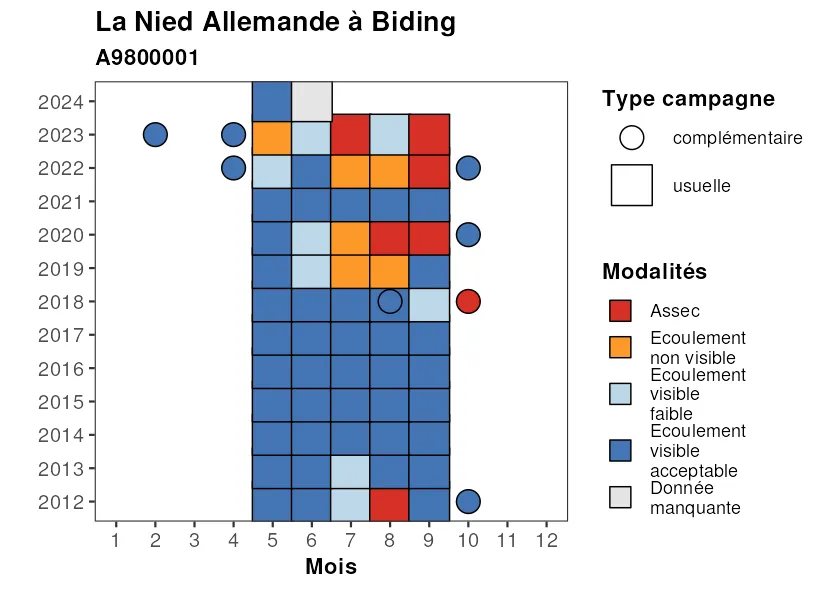 La Nied Allemande à Biding
A9800001
2024
2023
2022
2021
2020
2019
2018
2017
2016
2015
2014
2013
2012
1 2 3 4 5 6 7 8 9 10 11 12
Mois
Type campagne
complémentaire
usuelle
Modalités
Assec
Ecoulement
non visible
Ecoulement
visible
faible
Ecoulement
visible
acceptable
Donnée
manquante